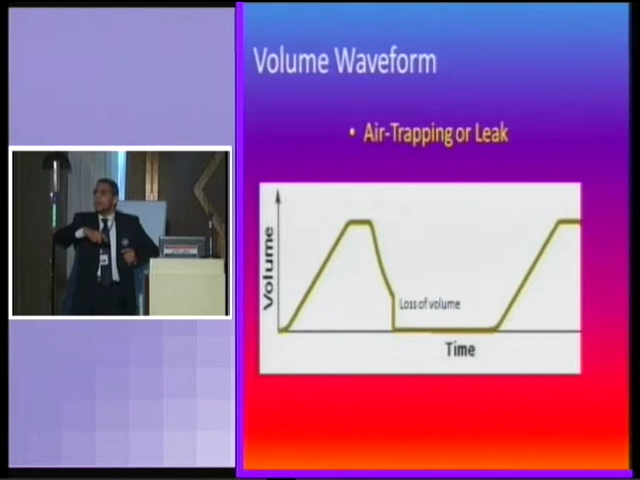 Volume Waveform
• Air-Trapping or Leak
Volume
Loss of volume
Time